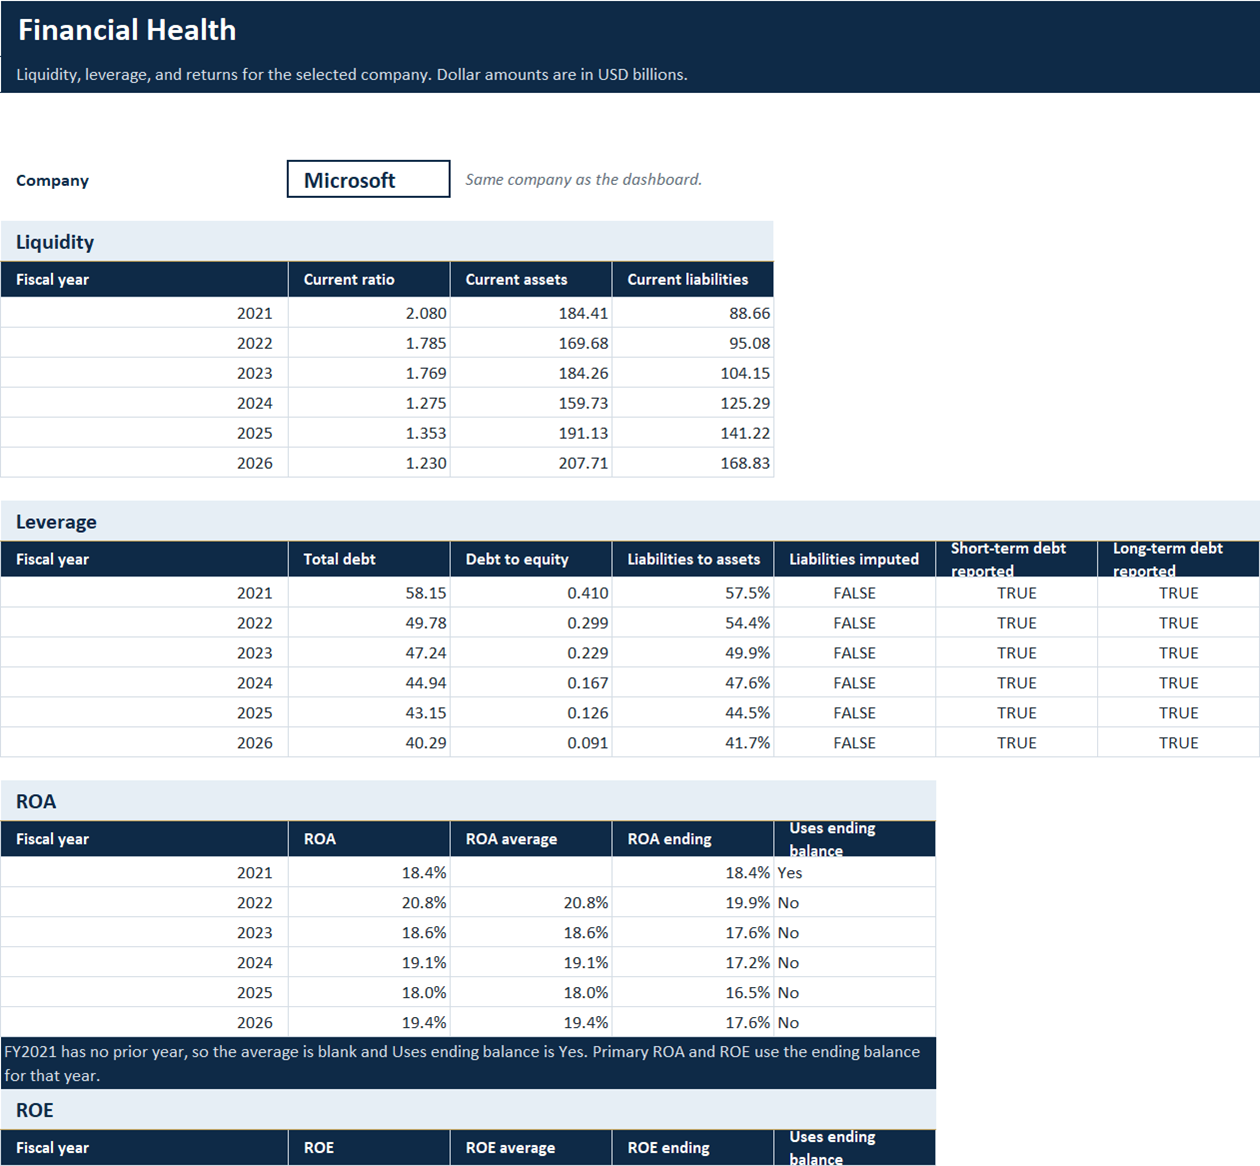 Financial Health
Liquidity, leverage, and returns for the selected company. Dollar amounts are in USD billions.
Company Microsoft Same company as the dashboard.
Liquidity
Fiscal year Current ratio Current assets Current liabilities
2021 2.080 184.41 88.66
2022 1.785 169.68 95.08
2023 1.769 184.26 104.15
2024 1.275 159.73 125.29
2025 1.353 191.13 141.22
2026 1.230 207.71 168.83
Leverage
Fiscal year Total debt Debt to equity Liabilities to assets Liabilities imputed Short-term debt reported Long-term debt reported
2021 58.15 0.410 57.5% FALSE TRUE TRUE
2022 49.78 0.299 54.4% FALSE TRUE TRUE
2023 47.24 0.229 49.9% FALSE TRUE TRUE
2024 44.94 0.167 47.6% FALSE TRUE TRUE
2025 43.15 0.126 44.5% FALSE TRUE TRUE
2026 40.29 0.091 41.7% FALSE TRUE TRUE
ROA
Fiscal year ROA ROA average ROA ending Uses ending balance
2021 18.4% 18.4% Yes
2022 20.8% 20.8% 19.9% No
2023 18.6% 18.6% 17.6% No
2024 19.1% 19.1% 17.2% No
2025 18.0% 18.0% 16.5% No
2026 19.4% 19.4% 17.6% No
FY2021 has no prior year, so the average is blank and Uses ending balance is Yes. Primary ROA and ROE use the ending balance
for that year.
ROE
Fiscal year ROE ROE average ROE ending Uses ending balance